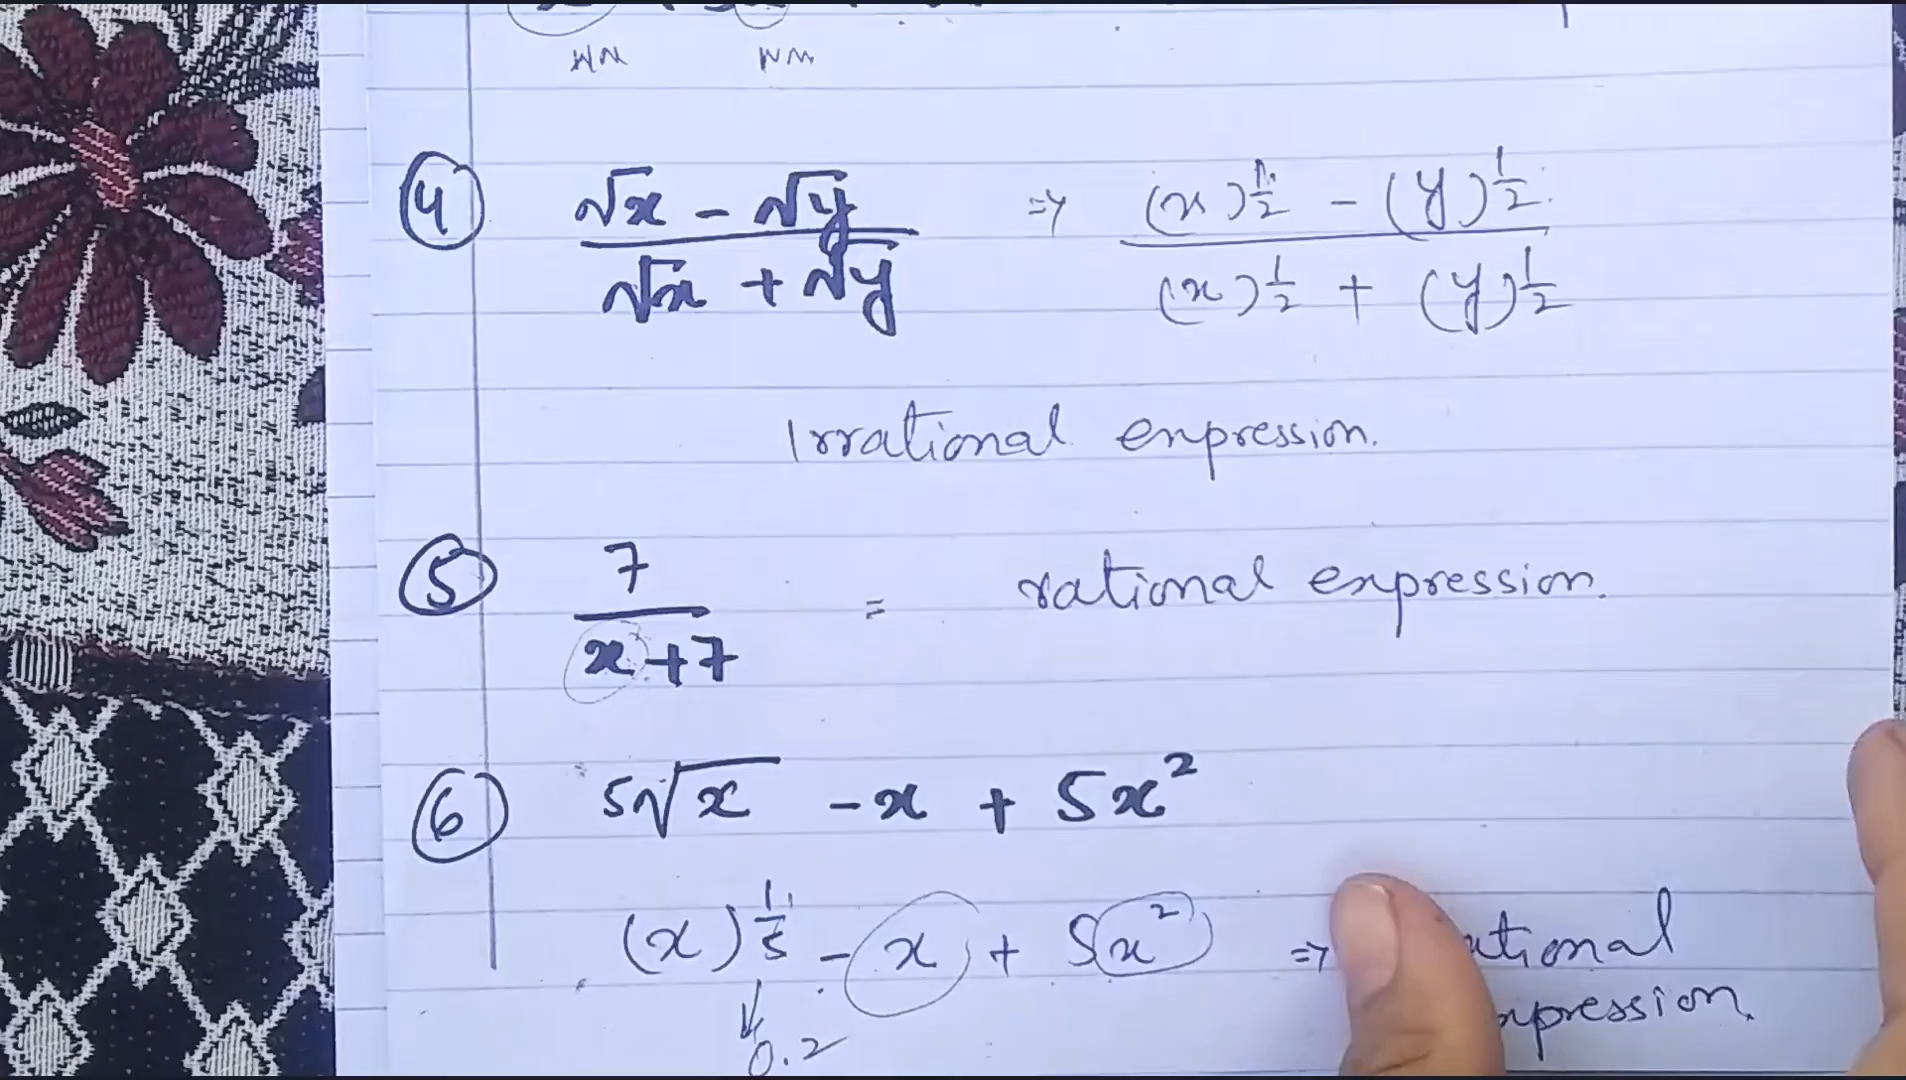 ④ √x - √y / √x + √y => (x)^1/2 - (y)^1/2 / (x)^1/2 + (y)^1/2
Irrational expression.
⑤ 7 / x+7 = rational expression.
⑥ 5√x - x + 5x²
(x)^1/5 - x + 5x² =>
0.2